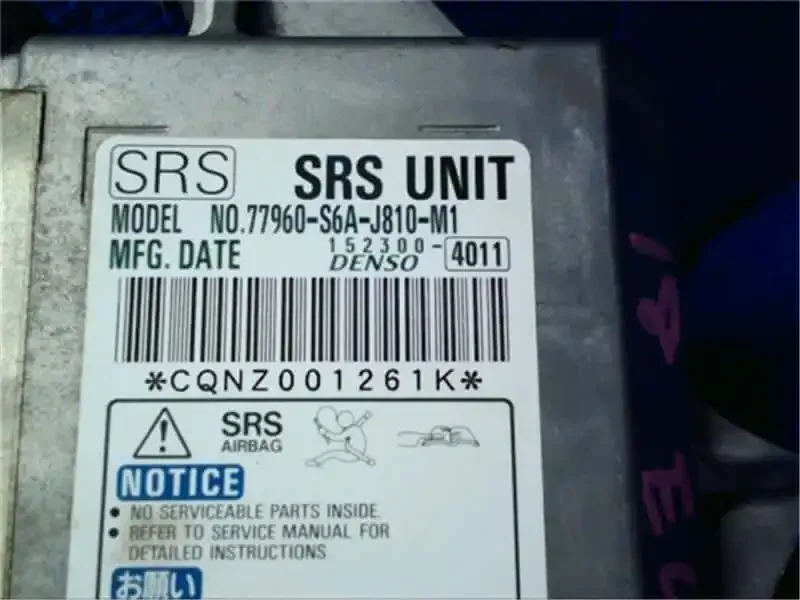 SRS SRS UNIT
MODEL NO.77960-S6A-J810-M1
MFG. DATE 152300-4011
DENSO
*CQNZ001261K*
SRS
AIRBAG
NOTICE
• NO SERVICEABLE PARTS INSIDE.
• REFER TO SERVICE MANUAL FOR
DETAILED INSTRUCTIONS
お願い